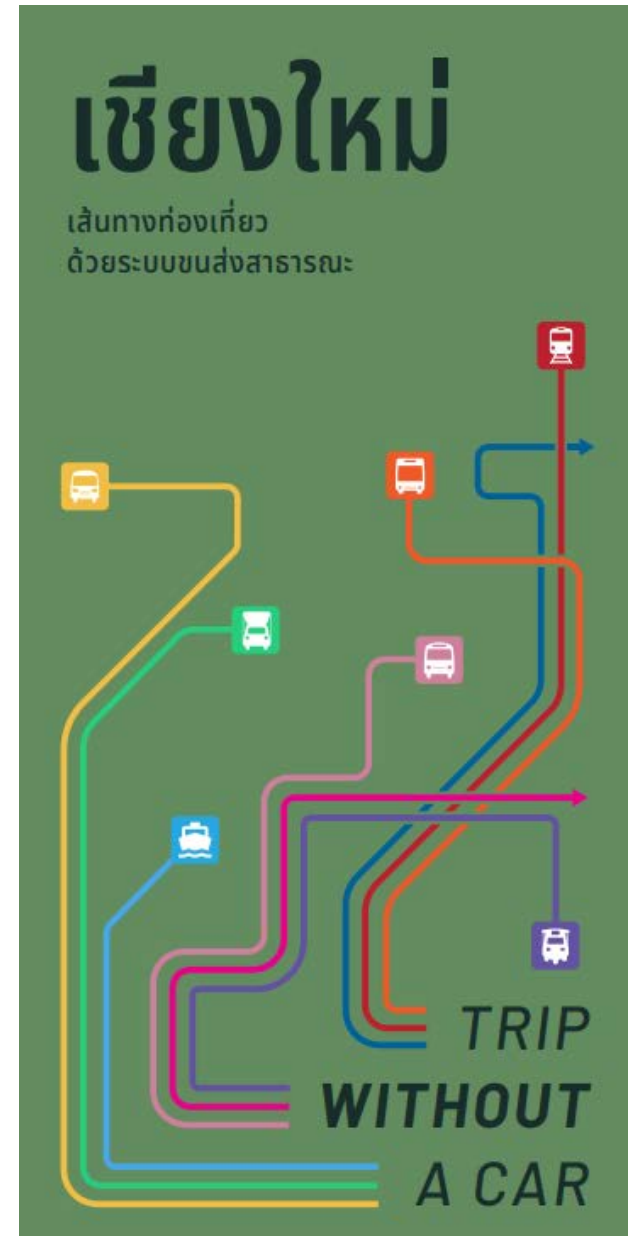 เชียงใหม่
เส้นทางท่องเที่ยว
ด้วยระบบขนส่งสาธารณะ
TRIP
WITHOUT
A CAR